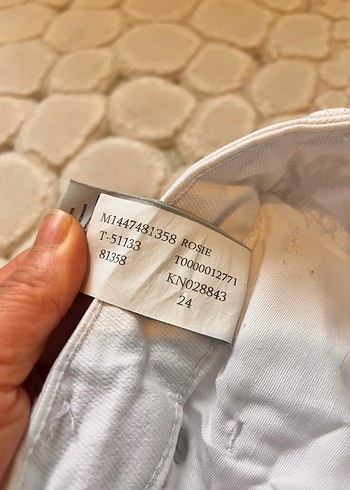 M1447481358 ROSIE
T-51133 T0000012771
81358 KN028843
24